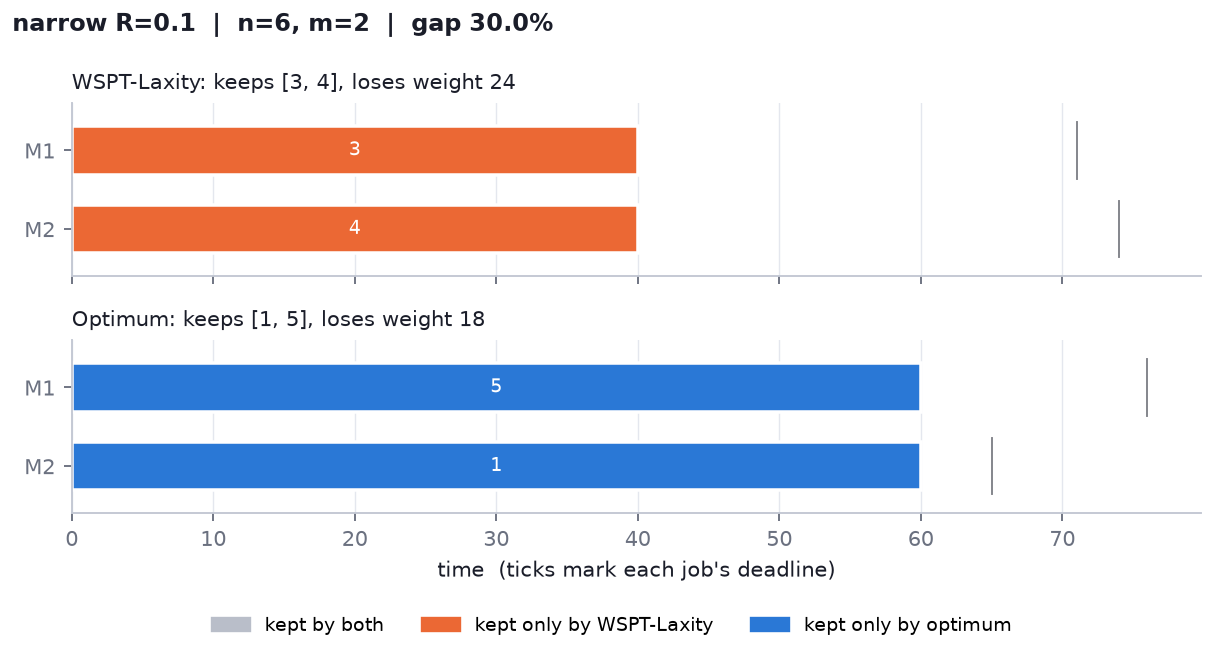 narrow R=0.1 | n=6, m=2 | gap 30.0%
WSPT-Laxity: keeps [3, 4], loses weight 24
M1
3
M2
4
Optimum: keeps [1, 5], loses weight 18
M1
5
M2
1
0 10 20 30 40 50 60 70
time (ticks mark each job's deadline)
kept by both kept only by WSPT-Laxity kept only by optimum